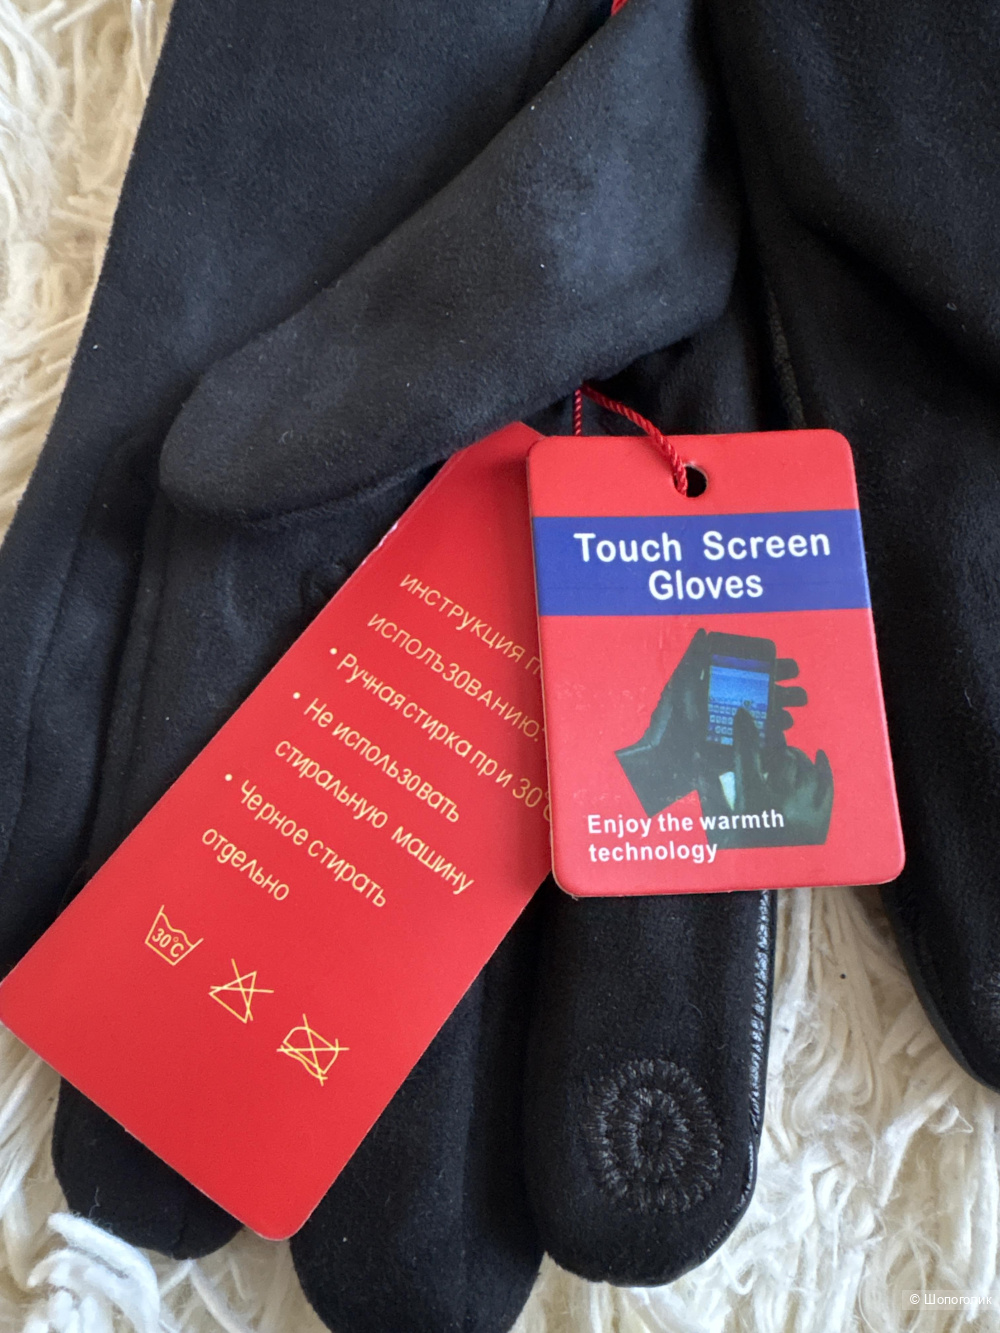 ИНСТРУКЦИЯ П
ИСПОЛЬЗОВАНИЮ:
• Ручная стирка при 30°C
• Не использовать
стиральную машину
• Черное стирать
отдельно
30°C
Touch Screen
Gloves
Enjoy the warmth
technology
© Шопоголик